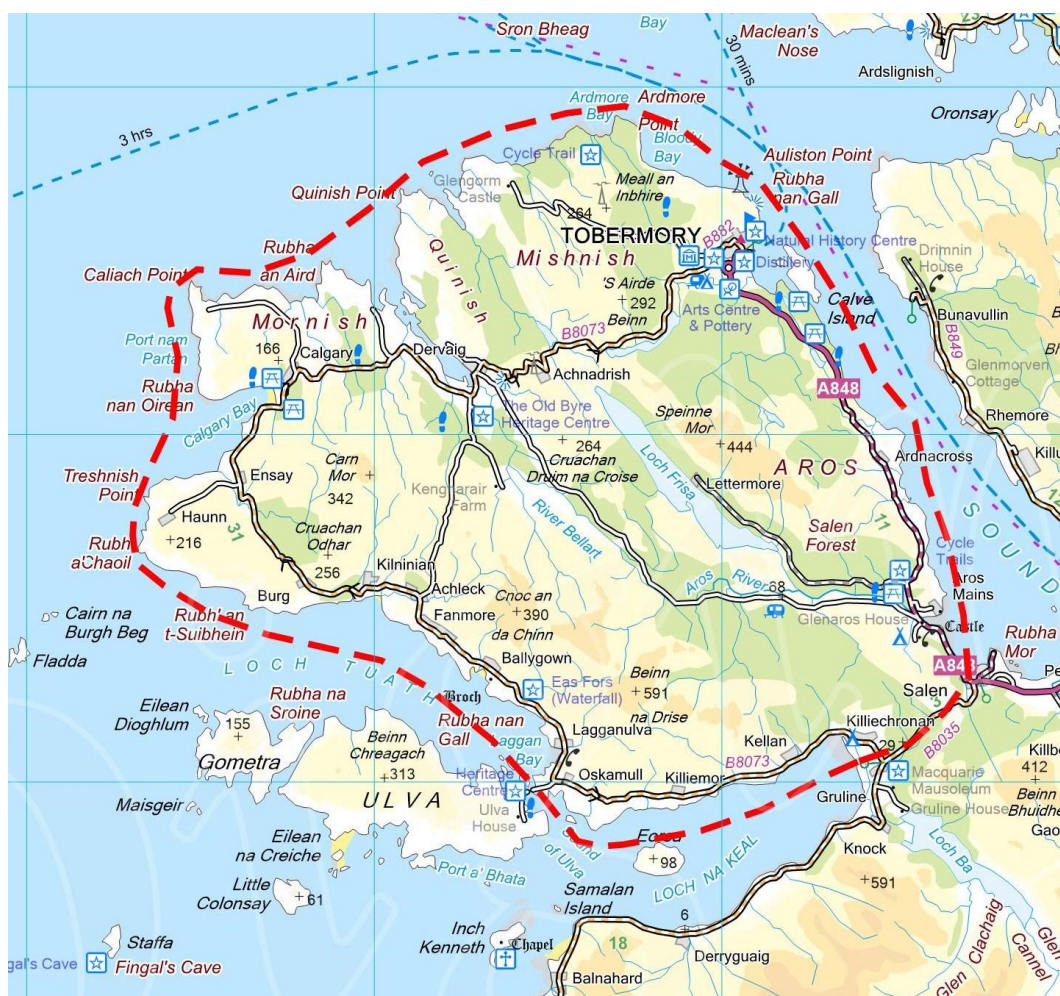 23
Bay
Sron Bheag
Maclean's
Nose
30 mins
Ardslignish
Oronsay
3 hrs
Ardmore
Bay
Ardmore
Point
Bloody
Bay
Cycle Trail
Auliston Point
Rubha
nan Gall
Quinish Point
Glengorm
Castle
Meall an
Inbhire
264
TOBERMORY
B882
Natural History Centre
Distillery
Drimnin
House
Mishnish
Quinish
Rubha
an Aird
Caliach Point
'S Airde
292
Beinn
Arts Centre
& Pottery
Calve
Island
Bunavullin
B849
Mornish
Port nam
Partan
166
Calgary
Dervaig
B8073
Achnadrish
Glenmorven
Cottage
A848
Rubha
nan Oirean
Calgary Bay
The Old Byre
Heritage Centre
Speinne
Mor
444
Rhemore
264
Cruachan
Druim na Croise
Loch Frisa
Ardnacross
AROS
Lettermore
Treshnish
Point
Ensay
Carn
Mor
342
Kengharair
Farm
River Bellart
Haunn
216
31
Cruachan
Odhar
256
Salen
Forest
11
SOUND
Rubh
aChaoil
Cycle
Trails
Kilninian
Burg
Achleck
Aros River
68
Aros
Mains
Cairn na
Burgh Beg
Rubh' an
t-Suibhein
Fanmore
Cnoc an
390
da Chinn
Glenaros House
Castle
Rubha
Mor
Fladda
LOCH TUATH
Ballygown
Beinn
591
na Drise
A848
Salen
Eas Fors
(Waterfall)
Broch
Eilean
Dioghlum
155
Rubha na
Sroine
Rubha nan
Gall
Laggan
Bay
Lagganulva
Killiechronan
29
B8035
Gometra
Beinn
Chreagach
313
Kellan
B8073
412
Beinn
Bhuidhe
Heritage
Centre
Oskamull
Killiemor
Macquarie
Mausoleum
Maisgeir
ULVA
Ulva
House
Gruline
Gruline House
Eilean
na Creiche
Sound
of Ulva
Eorsa
98
LOCH NA KEAL
Knock
Loch Ba
Port a' Bhata
591
Little
Colonsay
61
Samalan
Island
Inch
Kenneth
Chapel
6
Staffa
Fingal's Cave
18
Derryguaig
Balnahard
Glen Clachaig
Glen
Cannel